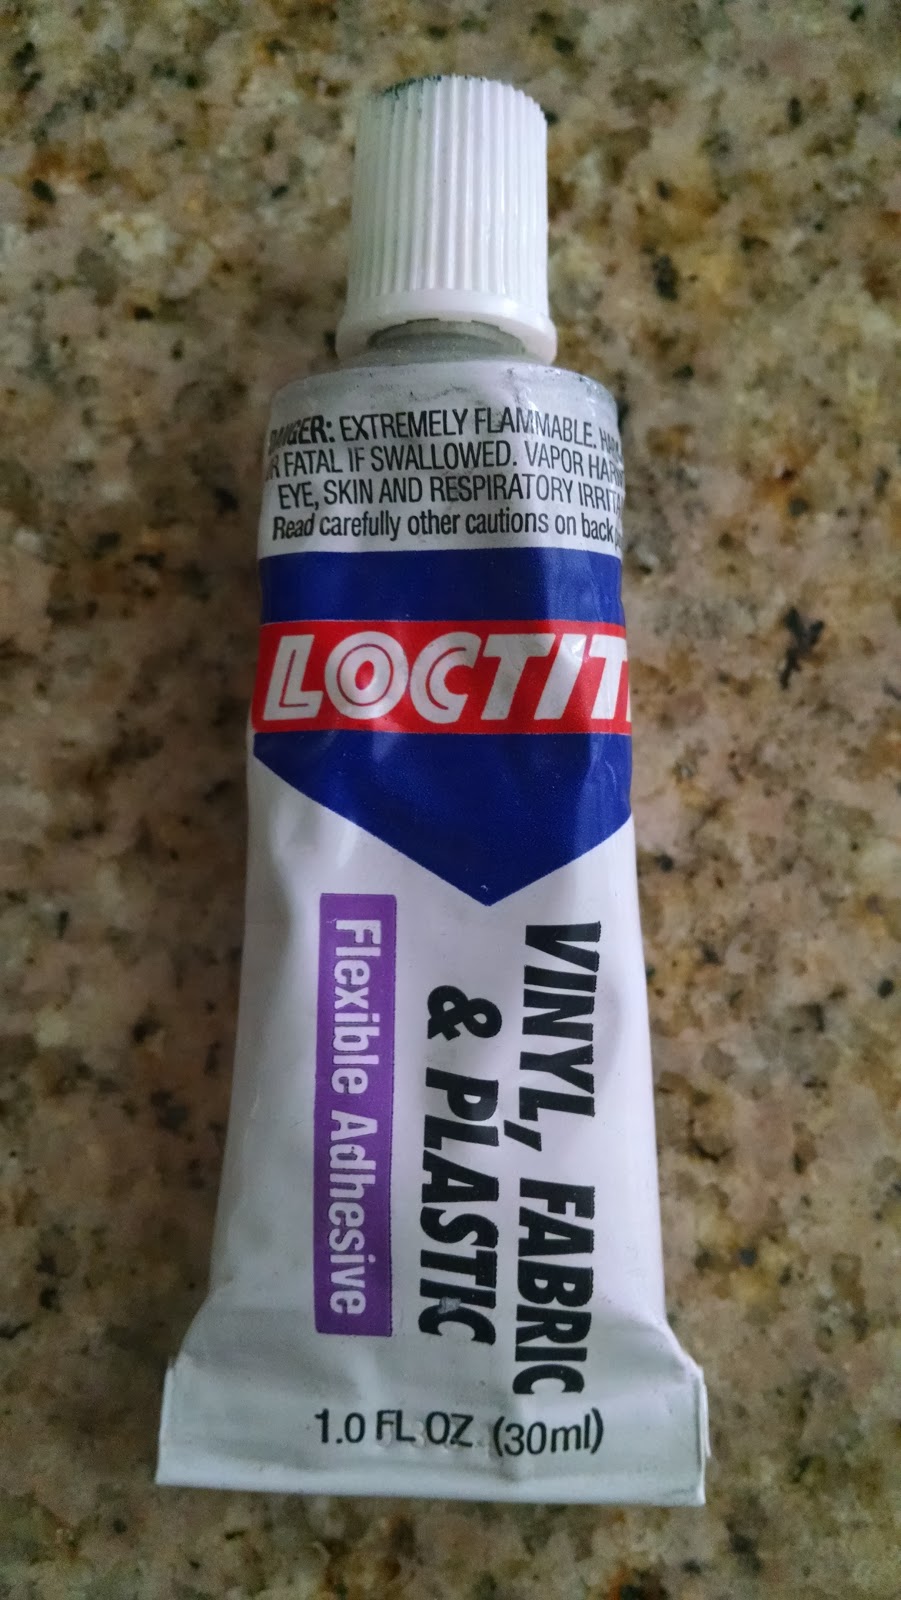 DANGER: EXTREMELY FLAMMABLE.
FATAL IF SWALLOWED. VAPOR
EYE, SKIN AND RESPIRATORY
Read carefully other cautions on back
LOCTIT
VINYL, FABRIC
& PLASTIC
Flexible Adhesive
1.0 FL OZ (30ml)